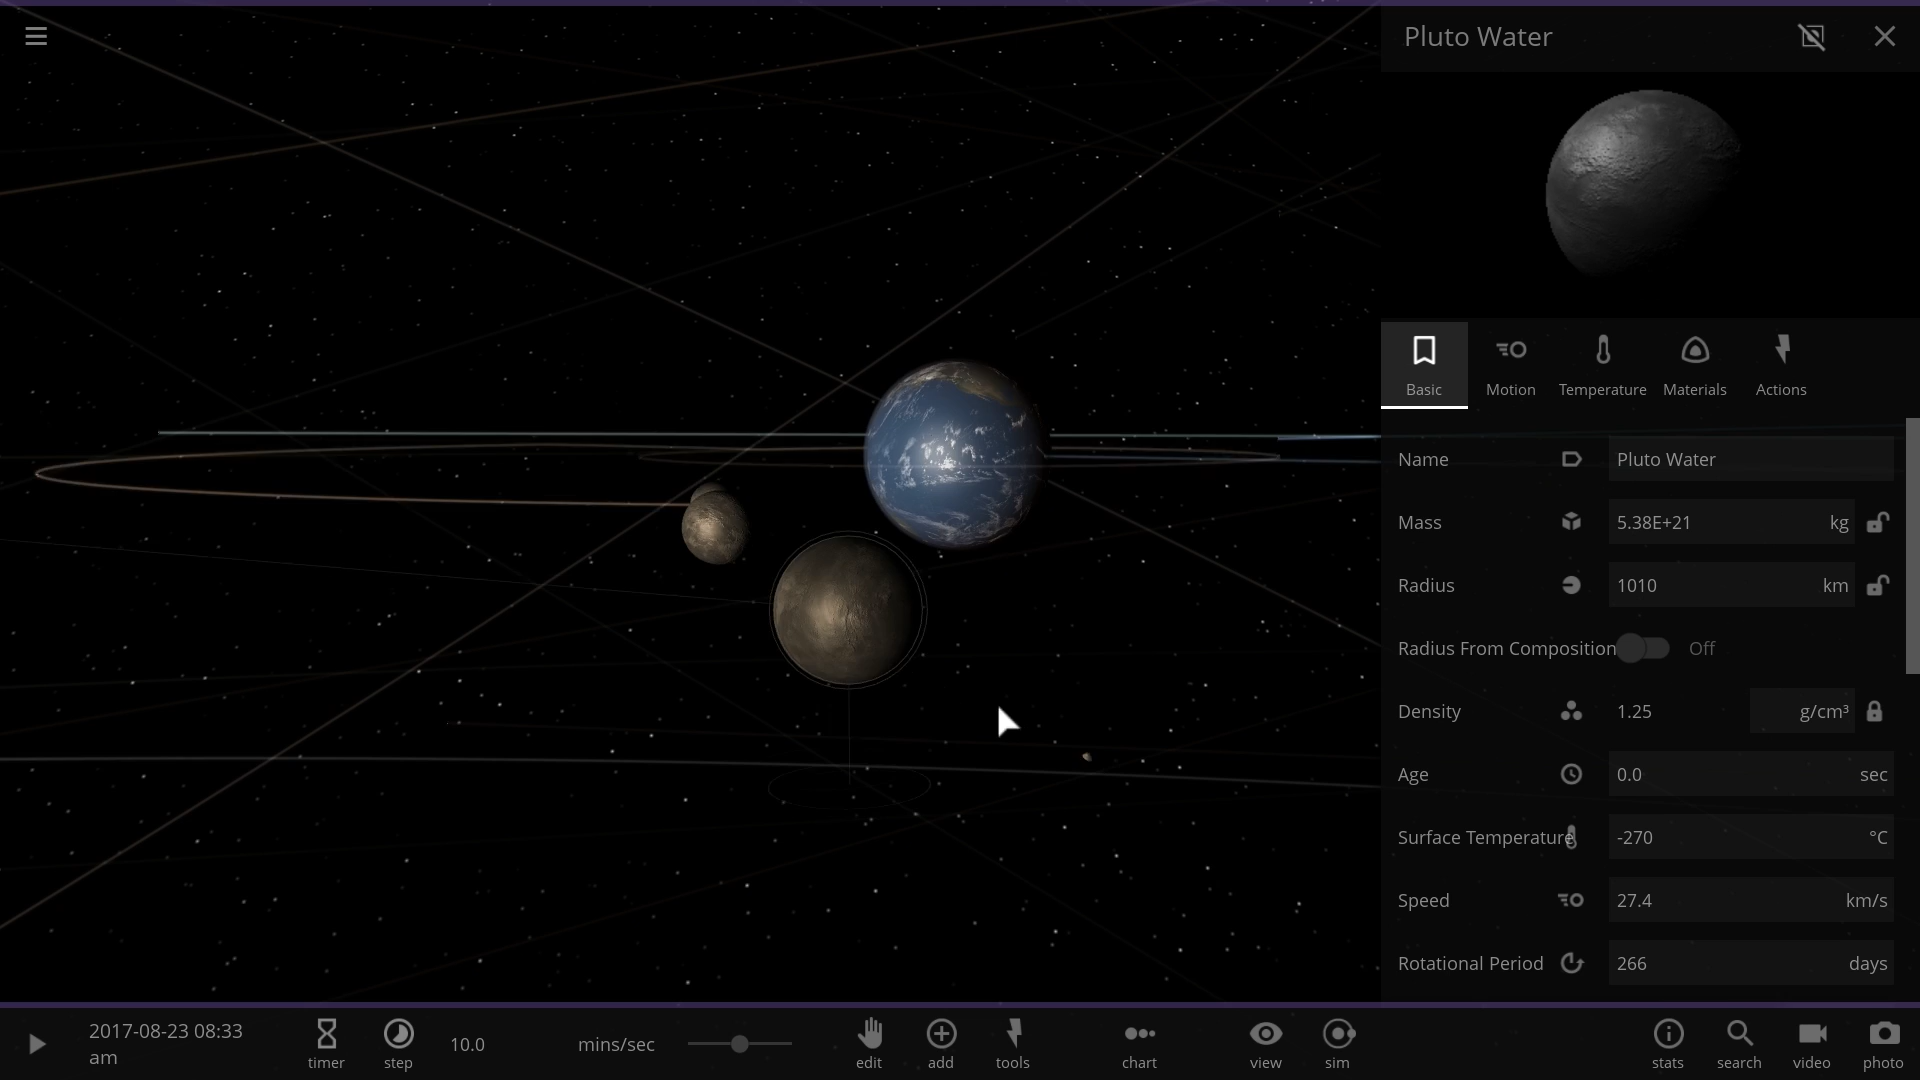 Pluto Water
Basic
Motion
Temperature
Materials
Actions
Name Pluto Water
Mass 5.38E+21 kg
Radius 1010 km
Radius From Composition Off
Density 1.25 g/cm³
Age 0.0 sec
Surface Temperature -270 °C
Speed 27.4 km/s
Rotational Period 266 days
2017-08-23 08:33
am
timer
step
10.0 mins/sec
edit
add
tools
chart
view
sim
stats
search
video
photo